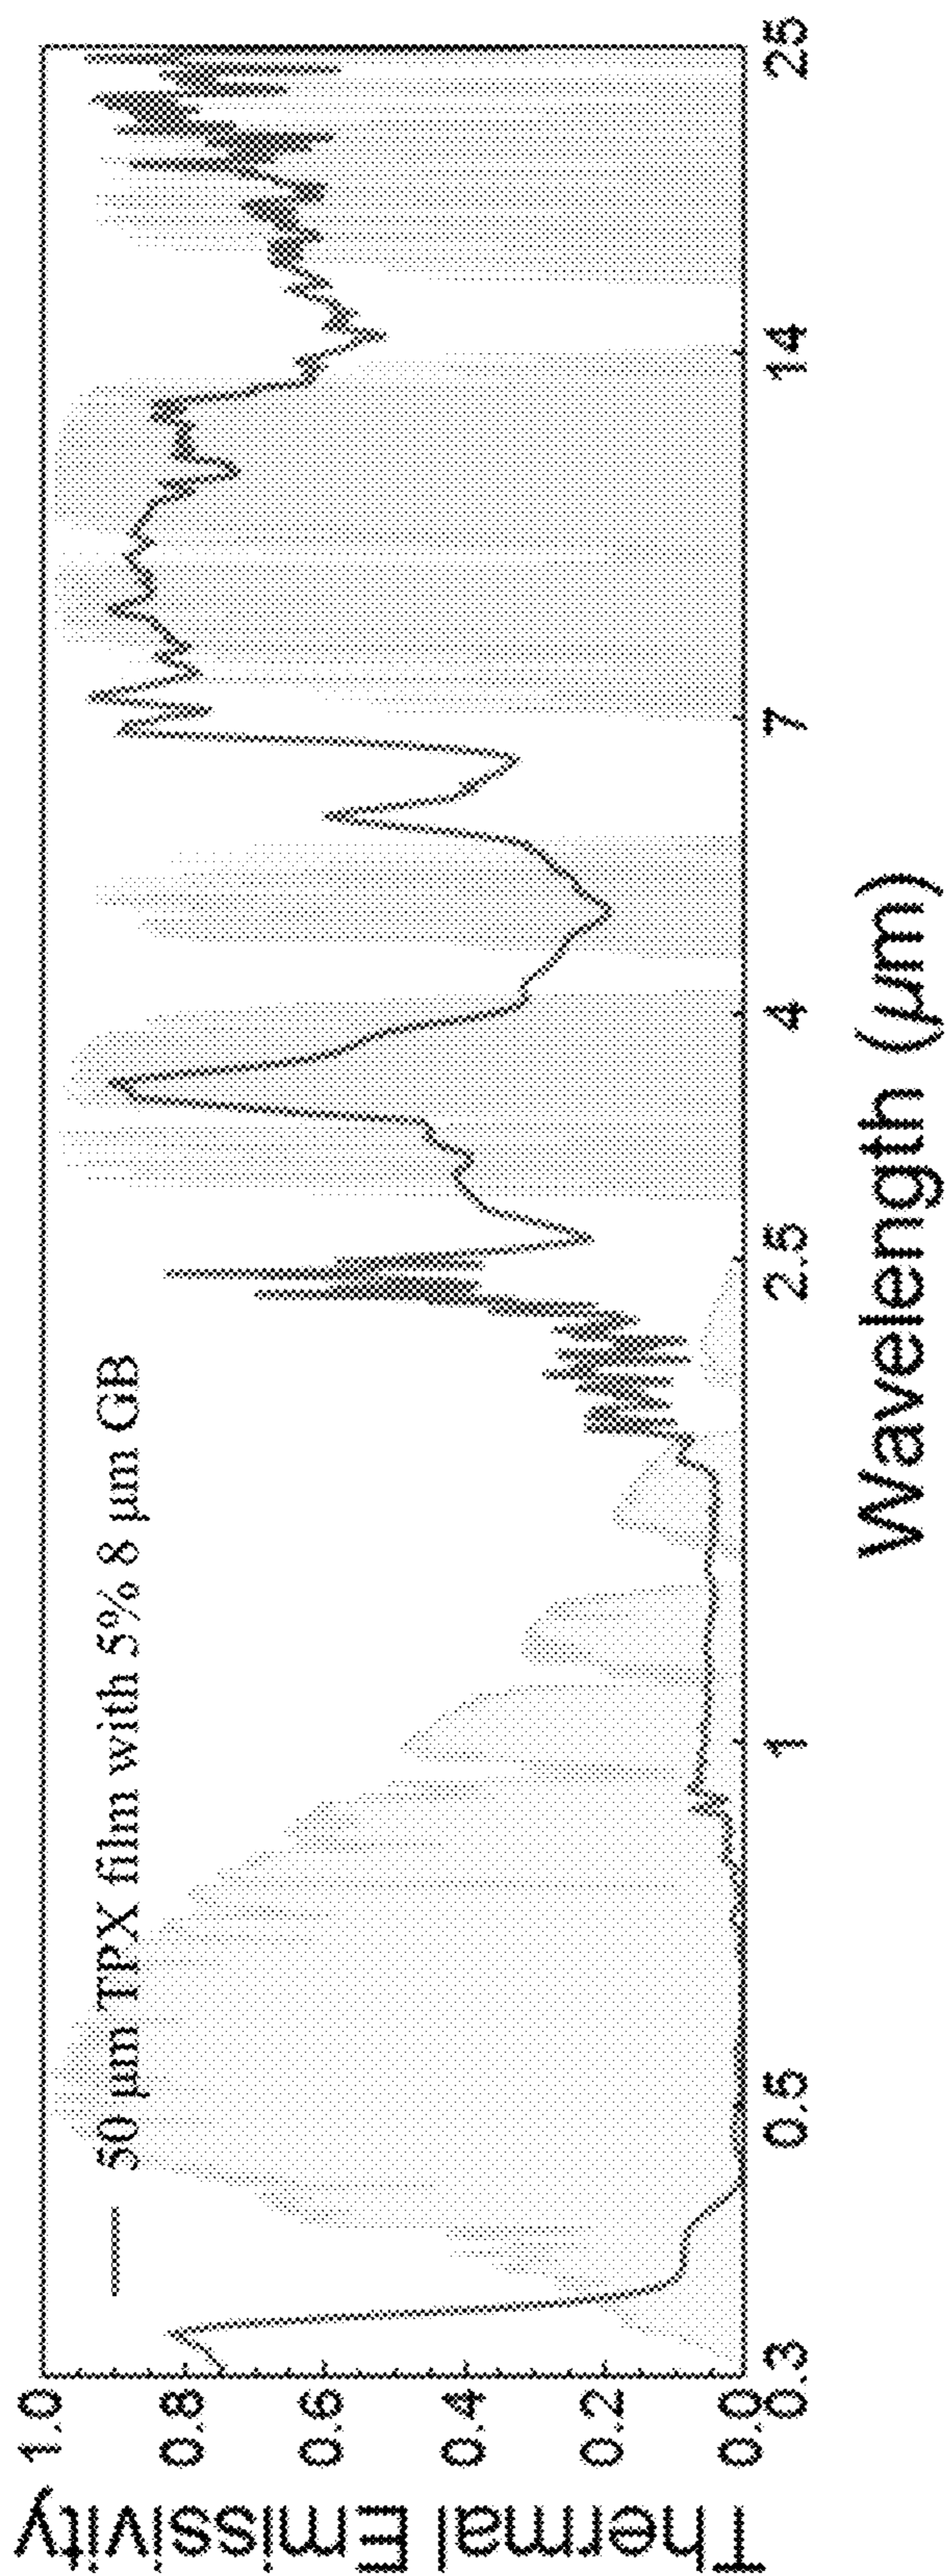 Thermal Emissivity
1.0
0.8
0.6
0.4
0.2
0.0
50 μm TPX film with 5% 8 μm GB
0.3 0.5 1 2.5 4 7 14 25
Wavelength (μm)